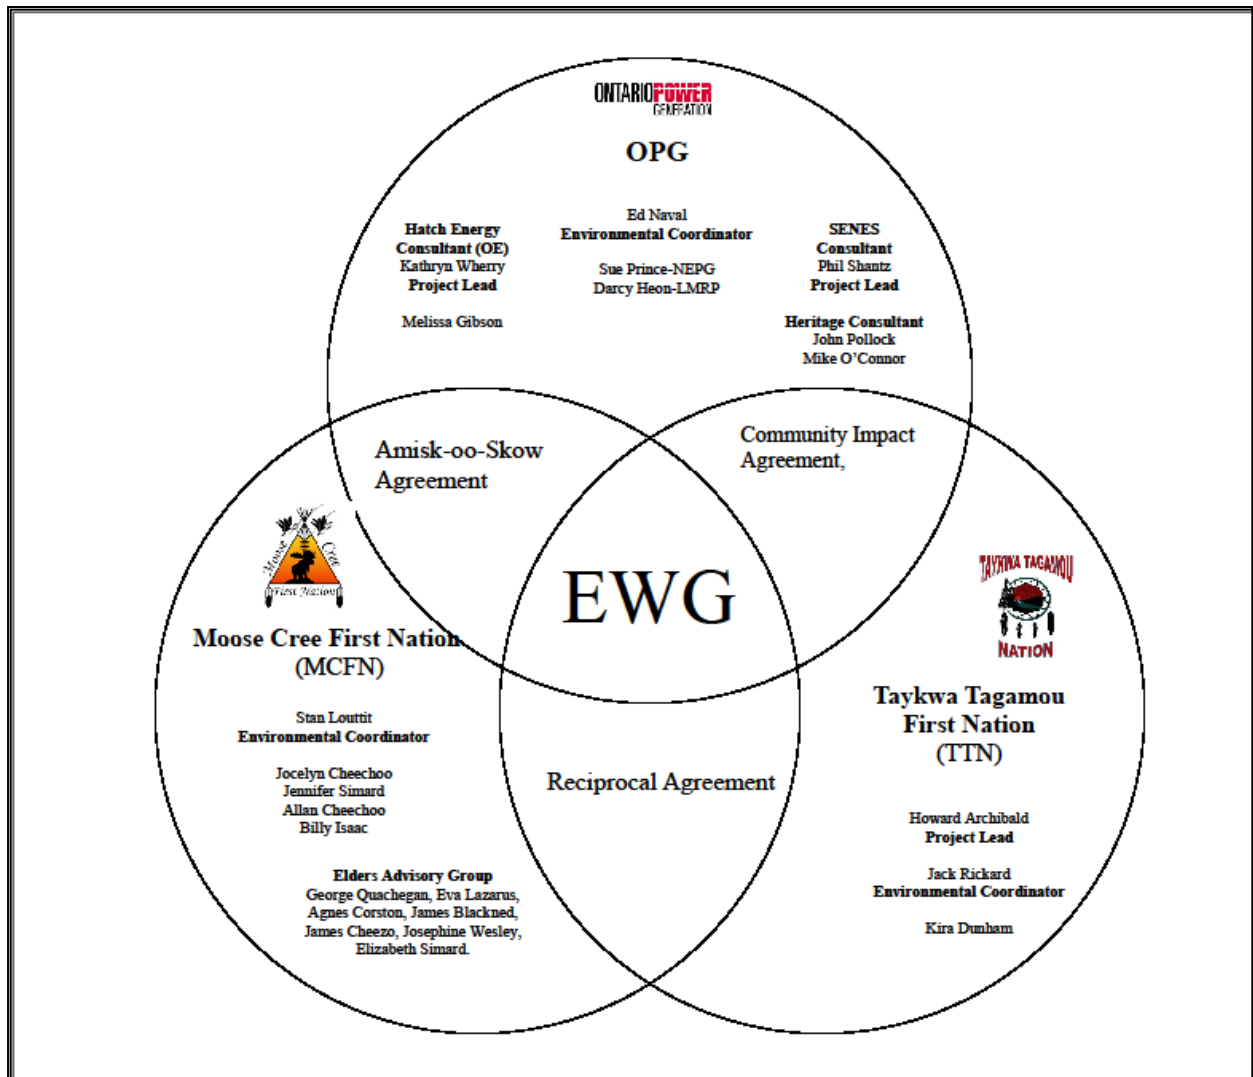 ONTARIOPOWER
GENERATION
OPG
Ed Naval
Environmental Coordinator
Sue Prince-NEPG
Darcy Heon-LMRP
Hatch Energy
Consultant (OE)
Kathryn Wherry
Project Lead
Melissa Gibson
SENES
Consultant
Phil Shantz
Project Lead
Heritage Consultant
John Pollock
Mike O'Connor
Amisk-oo-Skow
Agreement
Community Impact
Agreement,
EWG
Moose Cree
First Nation
Moose Cree First Nation
(MCFN)
Stan Louttit
Environmental Coordinator
Jocelyn Cheechoo
Jennifer Simard
Allan Cheechoo
Billy Isaac
Elders Advisory Group
George Quachegan, Eva Lazarus,
Agnes Corston, James Blackned,
James Cheezo, Josephine Wesley,
Elizabeth Simard.
Reciprocal Agreement
TAYKWA TAGAMOU
NATION
Taykwa Tagamou
First Nation
(TTN)
Howard Archibald
Project Lead
Jack Rickard
Environmental Coordinator
Kira Dunham